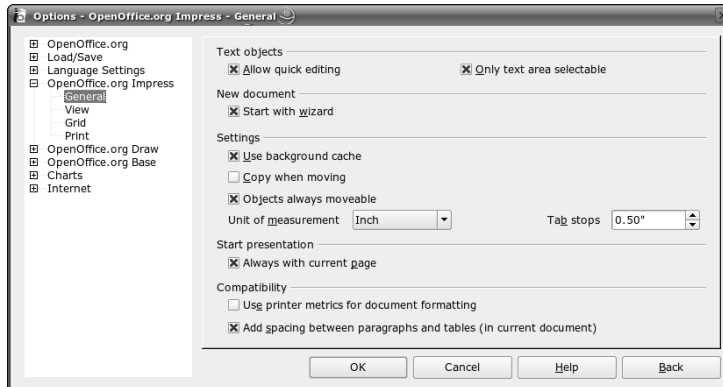 Options - OpenOffice.org Impress - General
OpenOffice.org
Load/Save
Language Settings
OpenOffice.org Impress
General
View
Grid
Print
OpenOffice.org Draw
OpenOffice.org Base
Charts
Internet
Text objects
Allow quick editing
Only text area selectable
New document
Start with wizard
Settings
Use background cache
Copy when moving
Objects always moveable
Unit of measurement Inch
Tab stops 0.50"
Start presentation
Always with current page
Compatibility
Use printer metrics for document formatting
Add spacing between paragraphs and tables (in current document)
OK Cancel Help Back